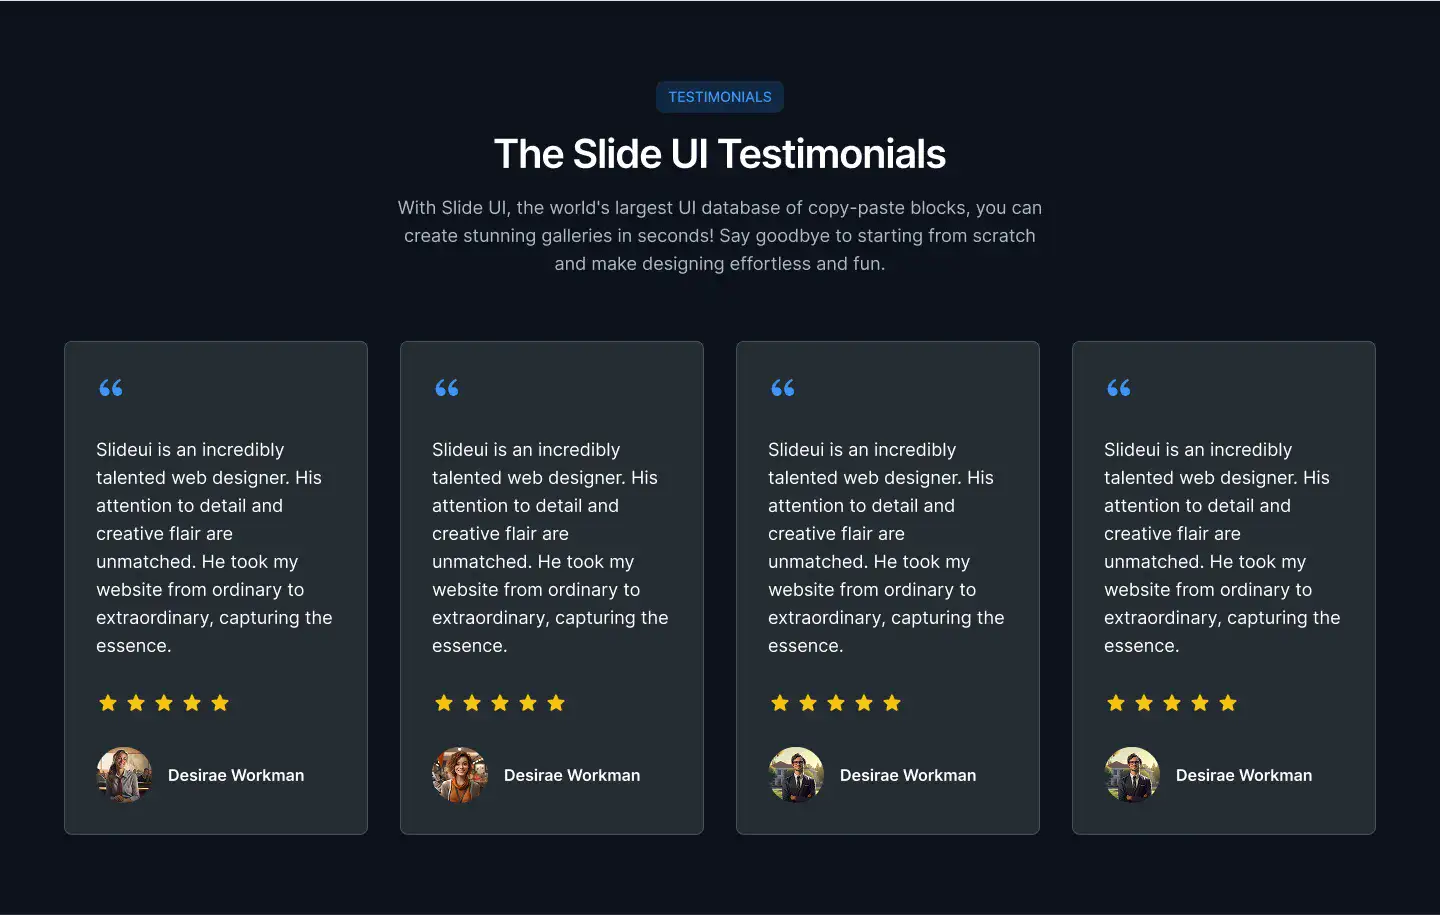 TESTIMONIALS
The Slide UI Testimonials
With Slide UI, the world's largest UI database of copy-paste blocks, you can
create stunning galleries in seconds! Say goodbye to starting from scratch
and make designing effortless and fun.
“
Slideui is an incredibly
talented web designer. His
attention to detail and
creative flair are
unmatched. He took my
website from ordinary to
extraordinary, capturing the
essence.
Desirae Workman
“
Slideui is an incredibly
talented web designer. His
attention to detail and
creative flair are
unmatched. He took my
website from ordinary to
extraordinary, capturing the
essence.
Desirae Workman
“
Slideui is an incredibly
talented web designer. His
attention to detail and
creative flair are
unmatched. He took my
website from ordinary to
extraordinary, capturing the
essence.
Desirae Workman
“
Slideui is an incredibly
talented web designer. His
attention to detail and
creative flair are
unmatched. He took my
website from ordinary to
extraordinary, capturing the
essence.
Desirae Workman